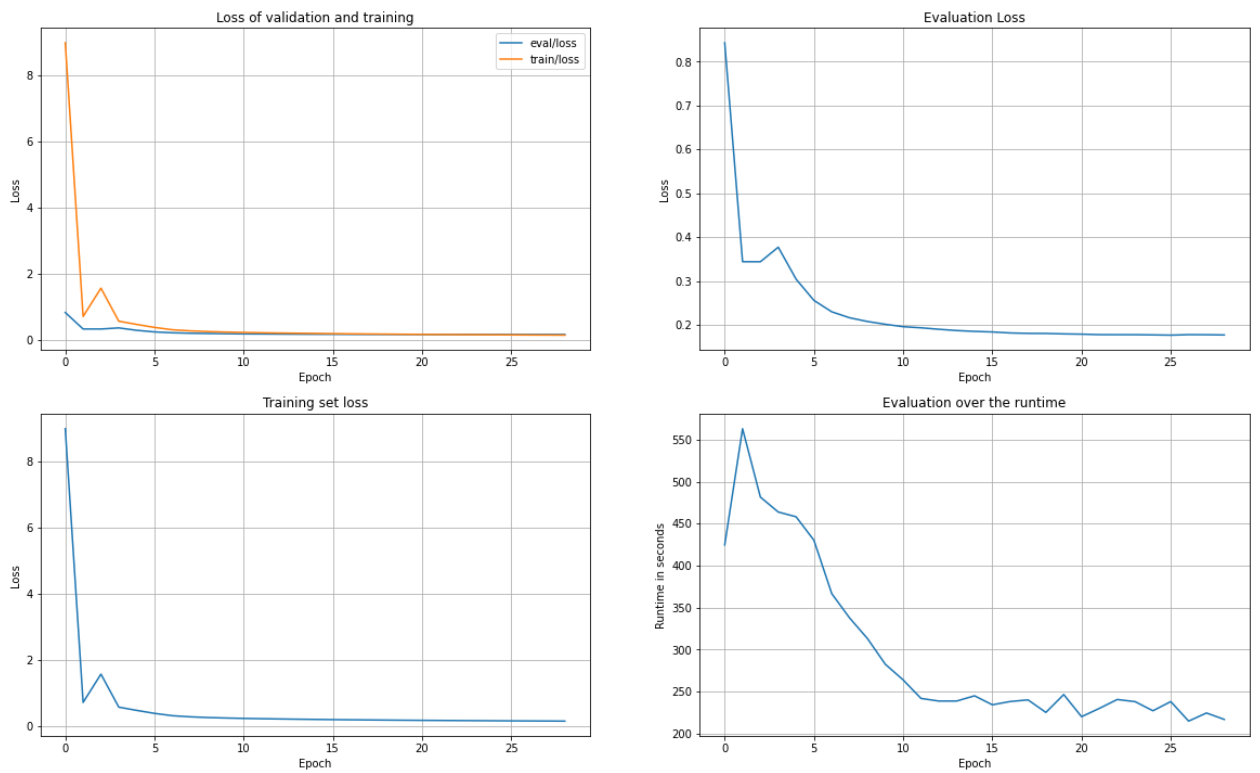 Loss of validation and training
Loss
8
6
4
2
0
0 5 10 15 20 25
Epoch
eval/loss
train/loss
Evaluation Loss
Loss
0.8
0.7
0.6
0.5
0.4
0.3
0.2
0 5 10 15 20 25
Epoch
Training set loss
Loss
8
6
4
2
0
0 5 10 15 20 25
Epoch
Evaluation over the runtime
Runtime in seconds
550
500
450
400
350
300
250
200
0 5 10 15 20 25
Epoch